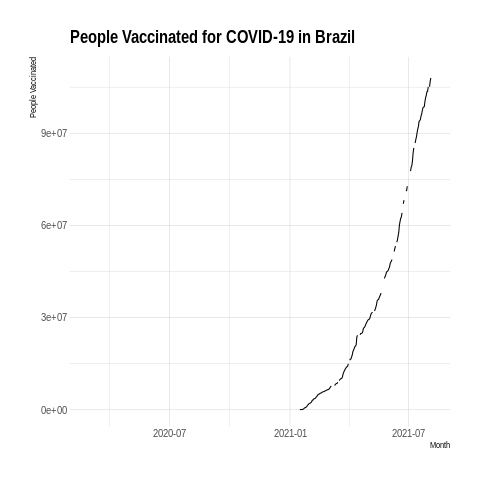 People Vaccinated for COVID-19 in Brazil
People Vaccinated
9e+07
6e+07
3e+07
0e+00
2020-07 2021-01 2021-07
Month